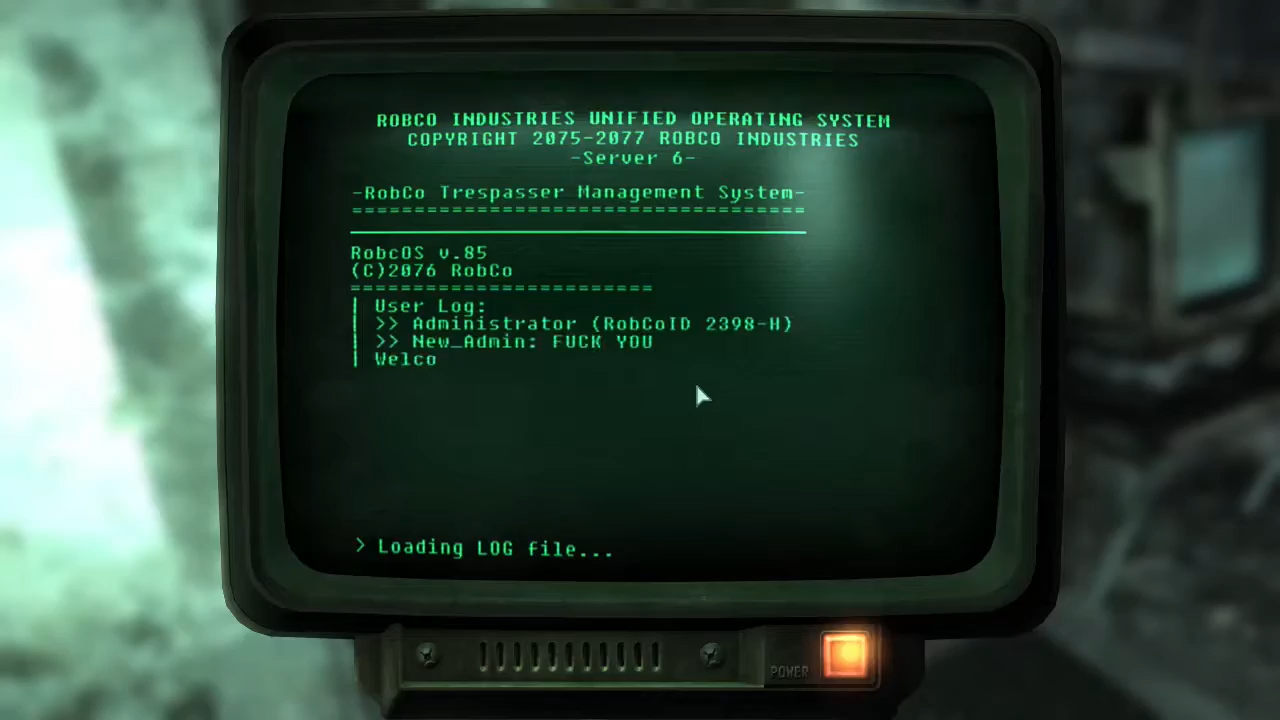 ROBCO INDUSTRIES UNIFIED OPERATING SYSTEM
COPYRIGHT 2075-2077 ROBCO INDUSTRIES
-Server 6-
-RobCo Trespasser Management System-
====================================
RobcOS v.85
(C)2076 RobCo
========================
| User Log:
| >> Administrator (RobCoID 2398-H)
| >> New_Admin: FUCK YOU
| Welco
> Loading LOG file...
POWER